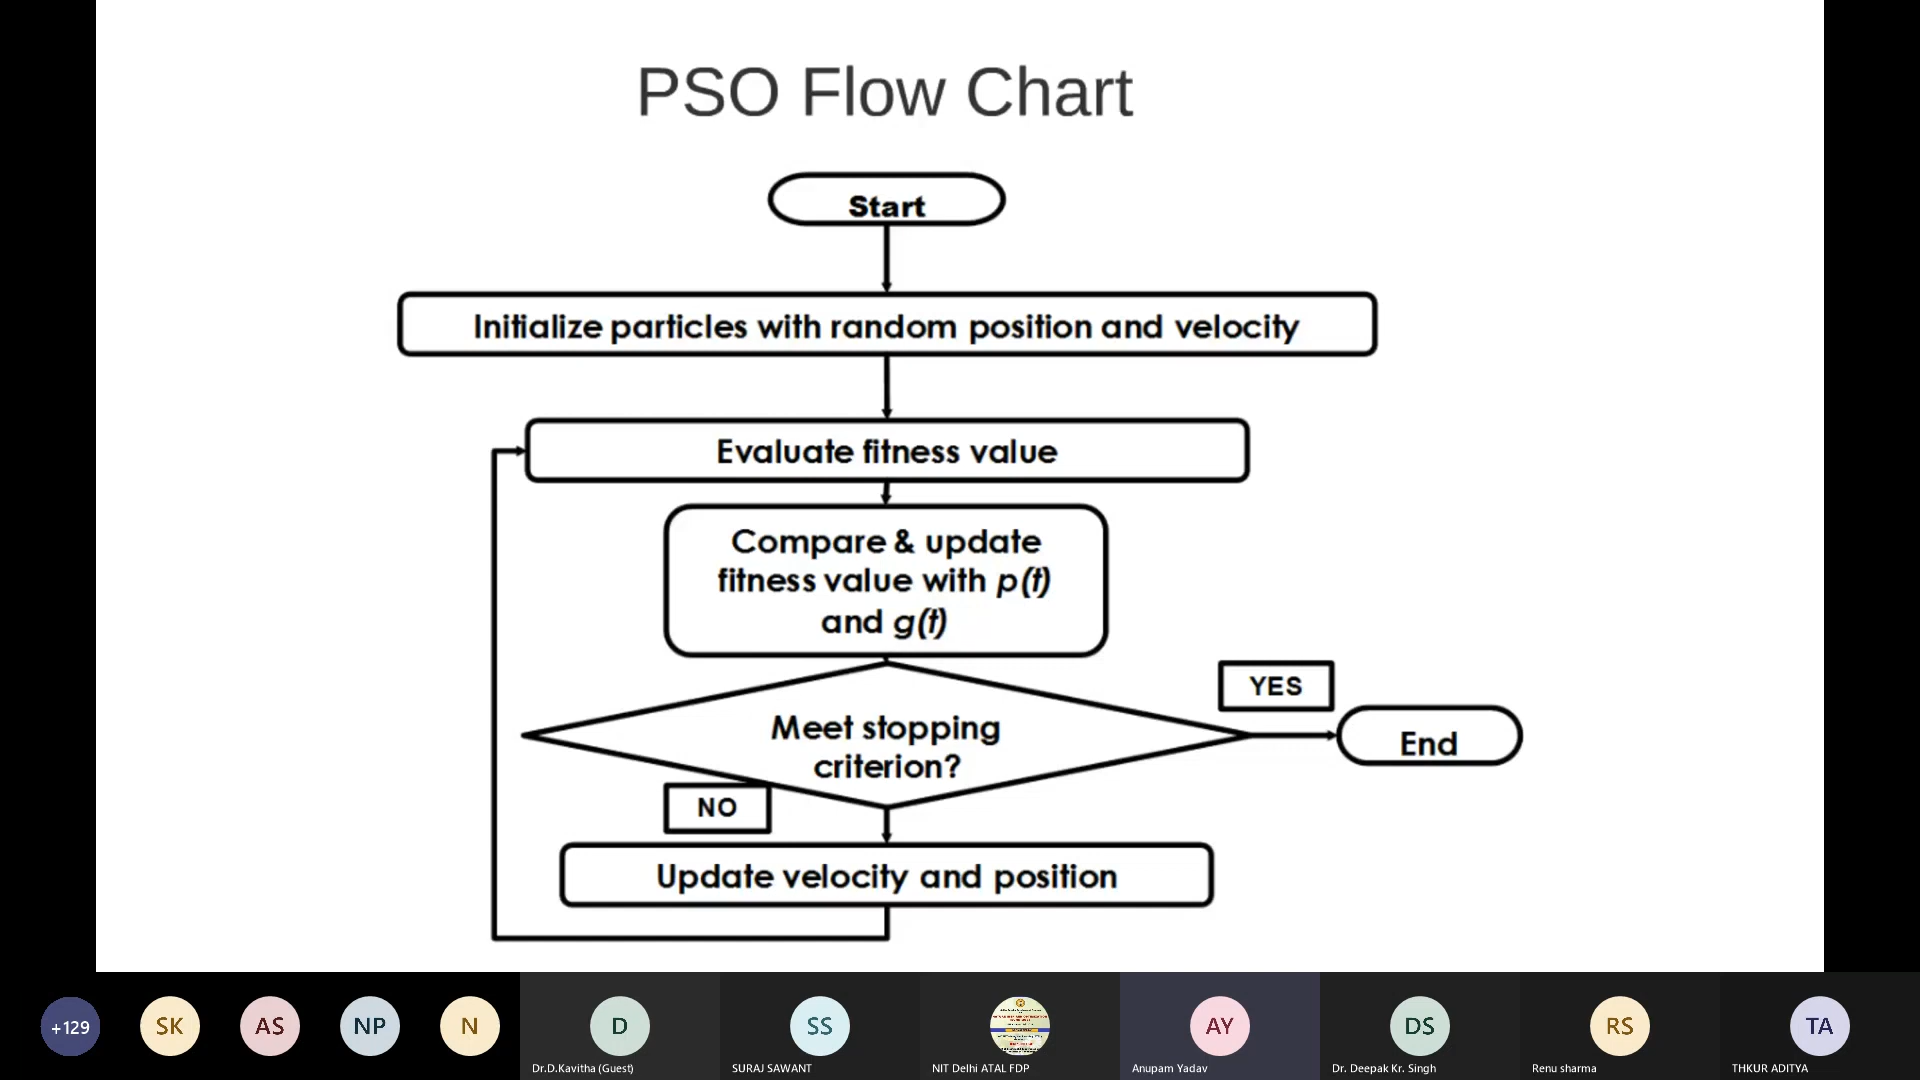 PSO Flow Chart
Start
Initialize particles with random position and velocity
Evaluate fitness value
Compare & update
fitness value with p(t)
and g(t)
YES
Meet stopping
criterion?
End
NO
Update velocity and position
+129
SK
AS
NP
N
D
SS
AY
DS
RS
TA
Dr.D.Kavitha (Guest)
SURAJ SAWANT
NIT Delhi ATAL FDP
Anupam Yadav
Dr. Deepak Kr. Singh
Renu sharma
THKUR ADITYA